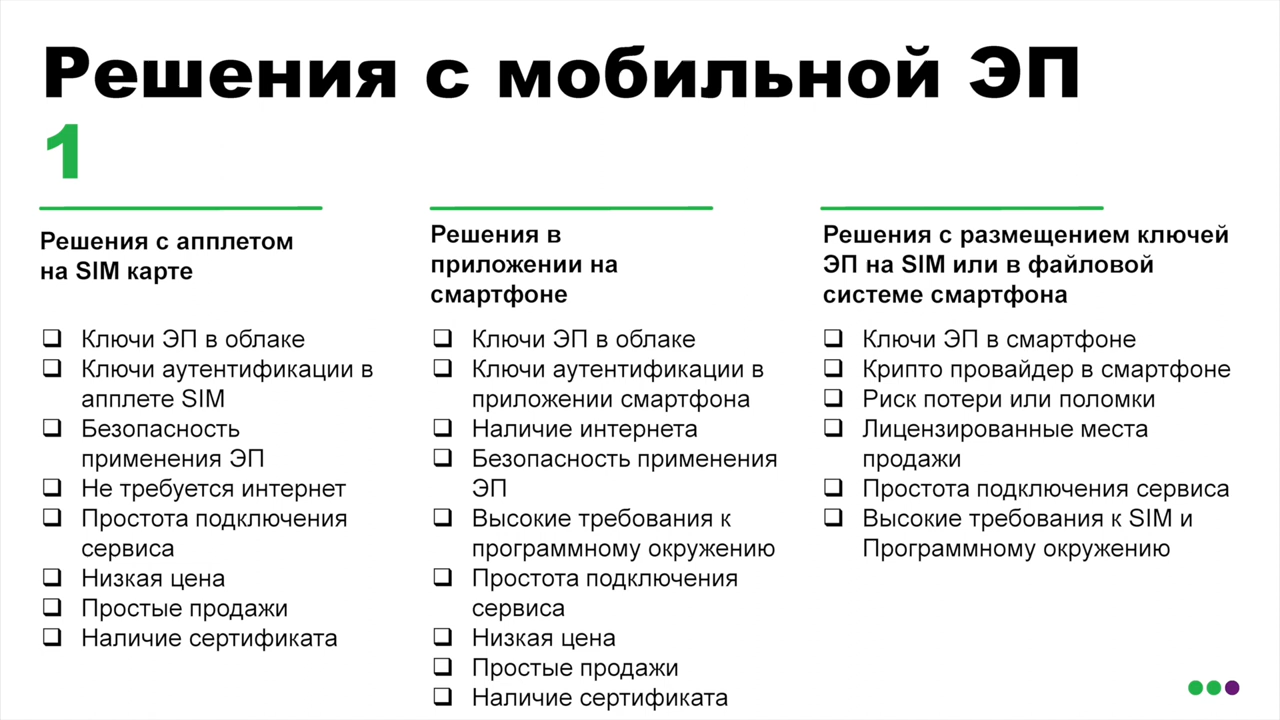 Решения с мобильной ЭП
1
Решения с апплетом
на SIM карте
Ключи ЭП в облаке
Ключи аутентификации в
апплете SIM
Безопасность
применения ЭП
Не требуется интернет
Простота подключения
сервиса
Низкая цена
Простые продажи
Наличие сертификата
Решения в
приложении на
смартфоне
Ключи ЭП в облаке
Ключи аутентификации в
приложении смартфона
Наличие интернета
Безопасность применения
ЭП
Высокие требования к
программному окружению
Простота подключения
сервиса
Низкая цена
Простые продажи
Наличие сертификата
Решения с размещением ключей
ЭП на SIM или в файловой
системе смартфона
Ключи ЭП в смартфоне
Крипто провайдер в смартфоне
Риск потери или поломки
Лицензированные места
продажи
Простота подключения сервиса
Высокие требования к SIM и
Программному окружению